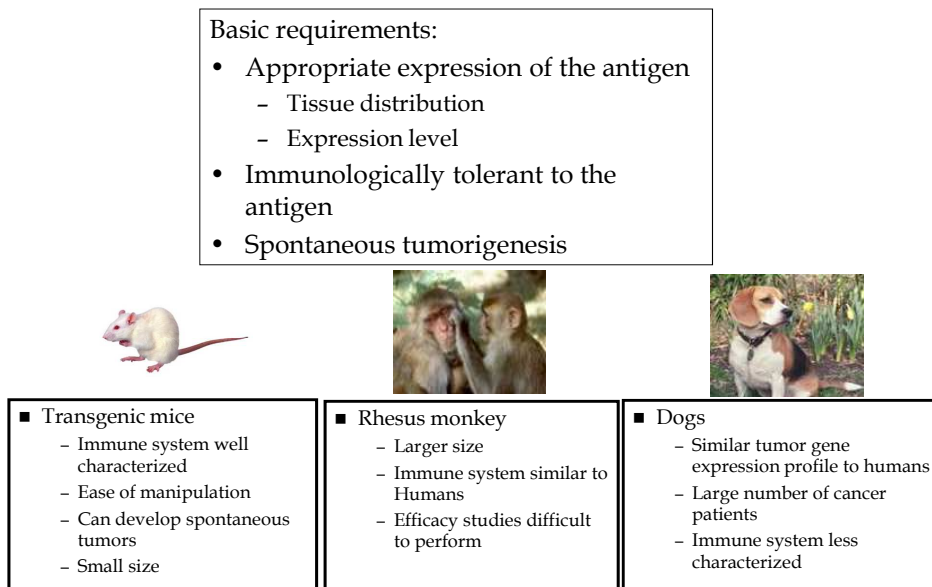 Basic requirements:
• Appropriate expression of the antigen
– Tissue distribution
– Expression level
• Immunologically tolerant to the
antigen
• Spontaneous tumorigenesis
■ Transgenic mice
– Immune system well
characterized
– Ease of manipulation
– Can develop spontaneous
tumors
– Small size
■ Rhesus monkey
– Larger size
– Immune system similar to
Humans
– Efficacy studies difficult
to perform
■ Dogs
– Similar tumor gene
expression profile to humans
– Large number of cancer
patients
– Immune system less
characterized